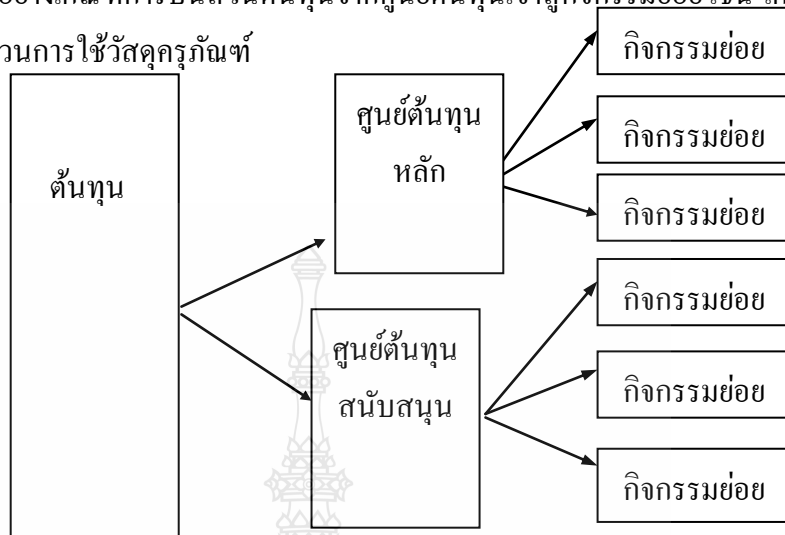 วนการใช้วัสดุครุภัณฑ์
ต้นทุน
ศูนย์ต้นทุน
หลัก
ศูนย์ต้นทุน
สนับสนุน
กิจกรรมย่อย
กิจกรรมย่อย
กิจกรรมย่อย
กิจกรรมย่อย
กิจกรรมย่อย
กิจกรรมย่อย